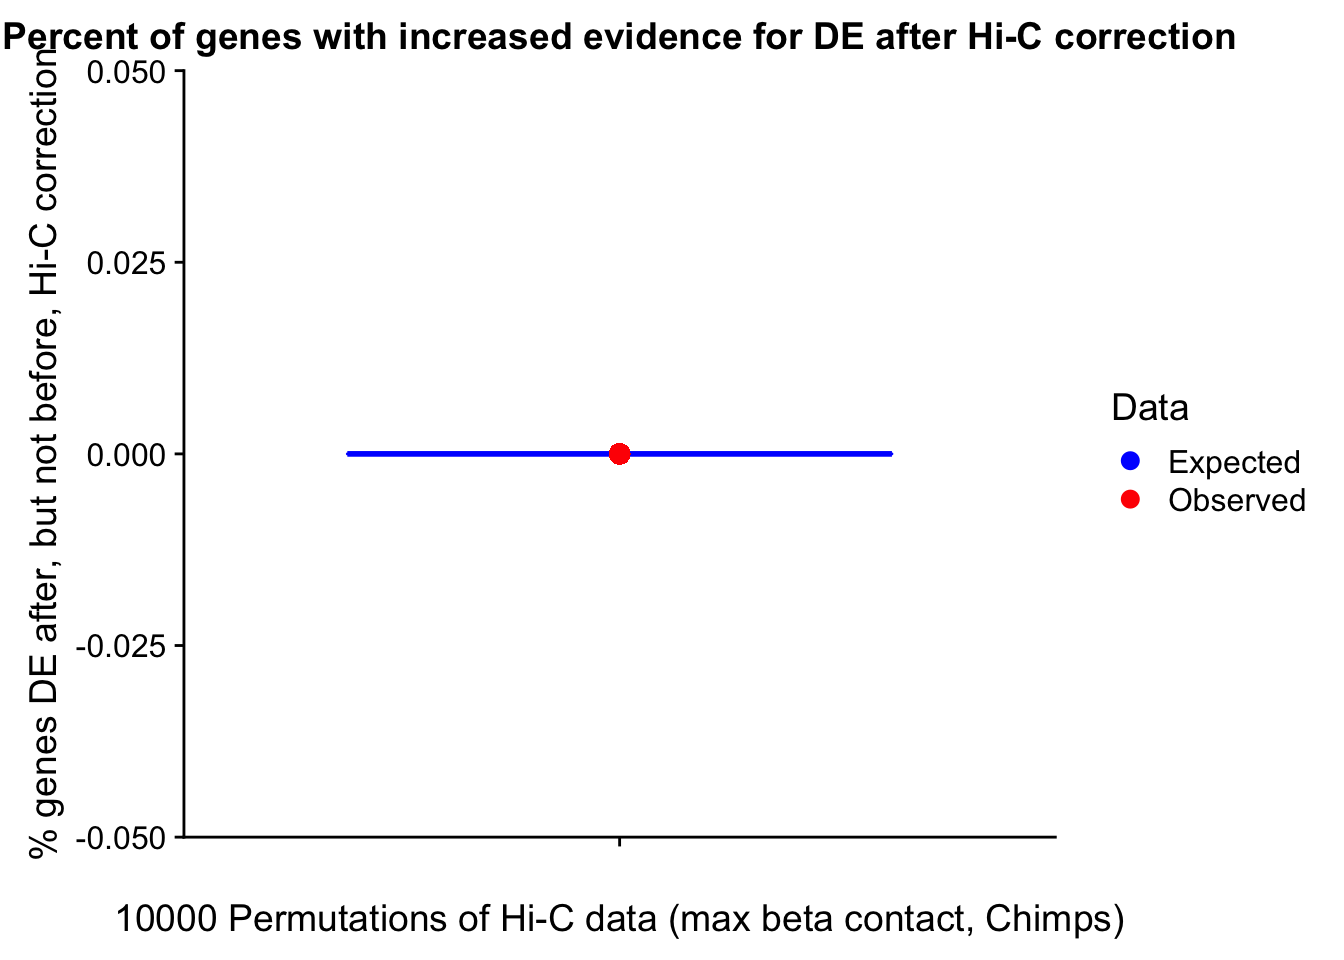 Percent of genes with increased evidence for DE after Hi-C correction
% genes DE after, but not before, Hi-C correction
0.050
0.025
0.000
-0.025
-0.050
10000 Permutations of Hi-C data (max beta contact, Chimps)
Data
Expected
Observed